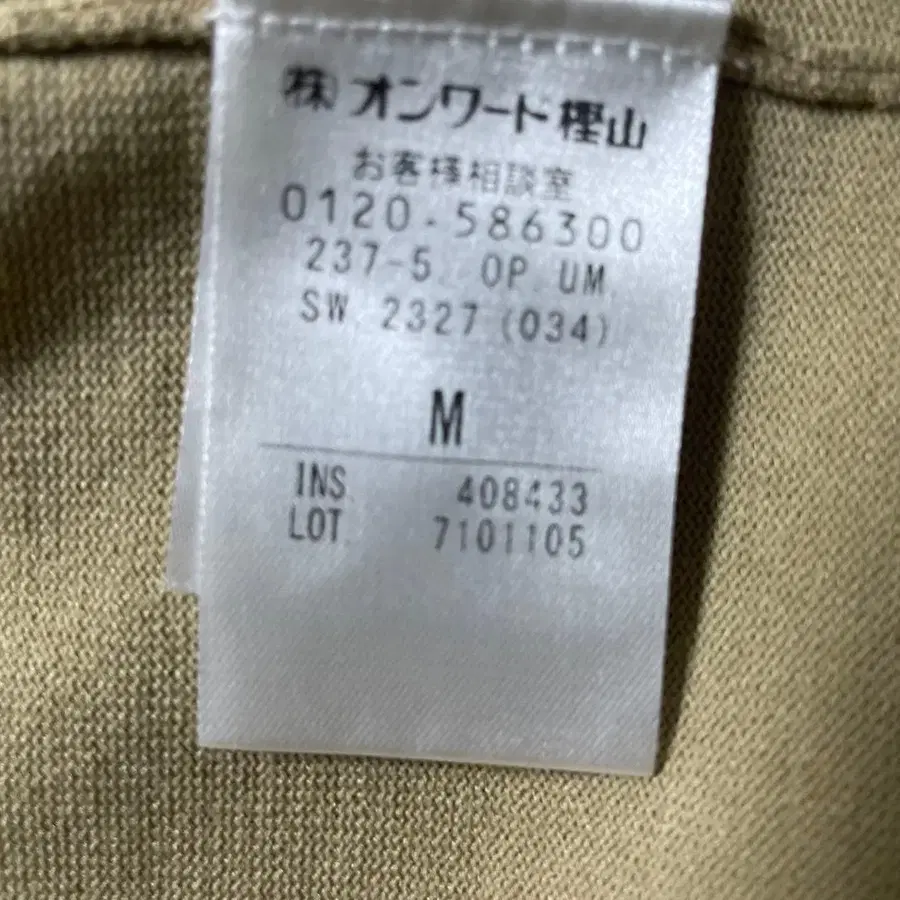 ㈱オンワード樫山
お客様相談室
0120-586300
237-5. OP. UM.
SW. 2327 (034)
M
INS. 408433
LOT. 7101105